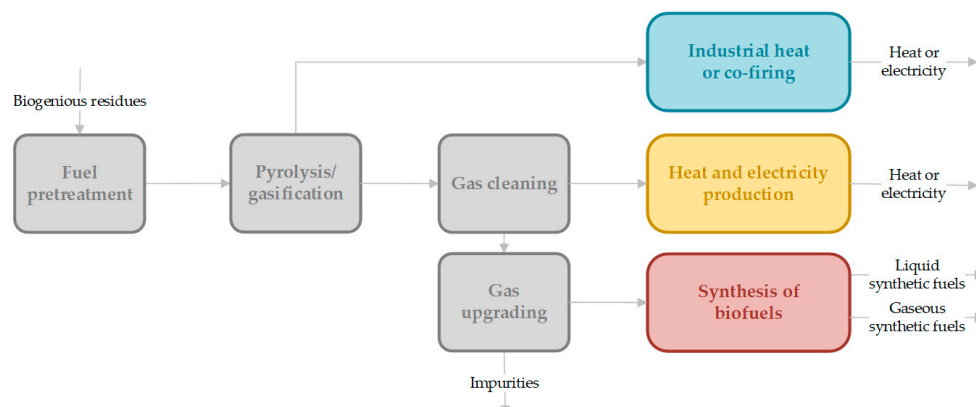 Industrial heat
or co-firing
Heat or
electricity
Biogenious residues
Fuel
pretreatment
Pyrolysis/
gasification
Gas cleaning
Heat and electricity
production
Heat or
electricity
Gas
upgrading
Synthesis of
biofuels
Liquid
synthetic fuels
Gaseous
synthetic fuels
Impurities